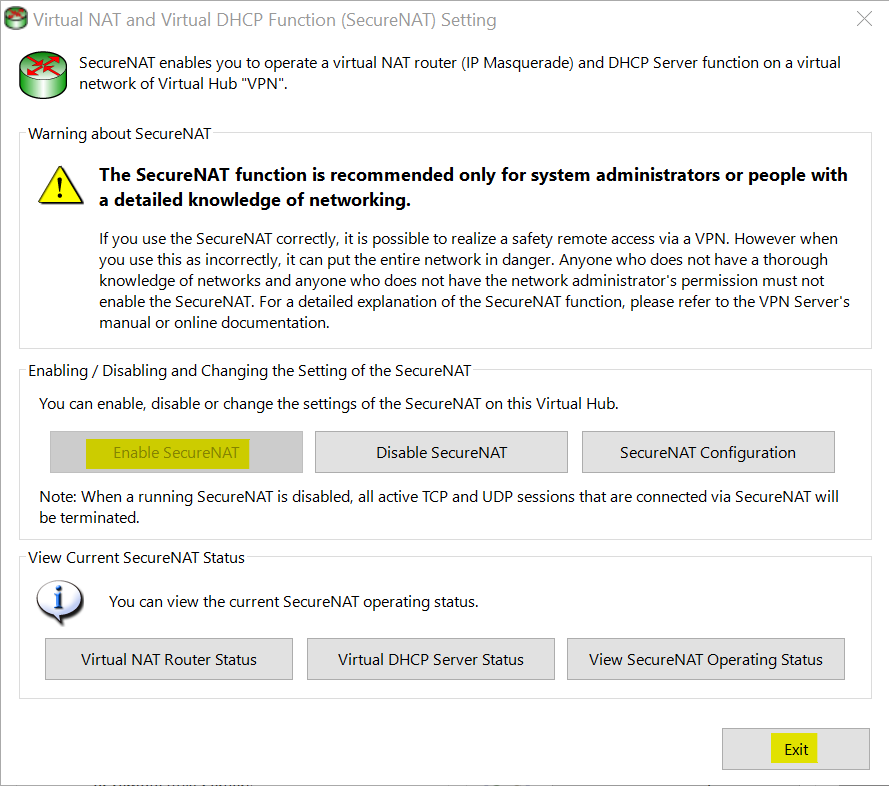 Virtual NAT and Virtual DHCP Function (SecureNAT) Setting
SecureNAT enables you to operate a virtual NAT router (IP Masquerade) and DHCP Server function on a virtual
network of Virtual Hub "VPN".
Warning about SecureNAT
The SecureNAT function is recommended only for system administrators or people with
a detailed knowledge of networking.
If you use the SecureNAT correctly, it is possible to realize a safety remote access via a VPN. However when
you use this as incorrectly, it can put the entire network in danger. Anyone who does not have a thorough
knowledge of networks and anyone who does not have the network administrator's permission must not
enable the SecureNAT. For a detailed explanation of the SecureNAT function, please refer to the VPN Server's
manual or online documentation.
Enabling / Disabling and Changing the Setting of the SecureNAT
You can enable, disable or change the settings of the SecureNAT on this Virtual Hub.
Enable SecureNAT
Disable SecureNAT
SecureNAT Configuration
Note: When a running SecureNAT is disabled, all active TCP and UDP sessions that are connected via SecureNAT will
be terminated.
View Current SecureNAT Status
You can view the current SecureNAT operating status.
Virtual NAT Router Status
Virtual DHCP Server Status
View SecureNAT Operating Status
Exit